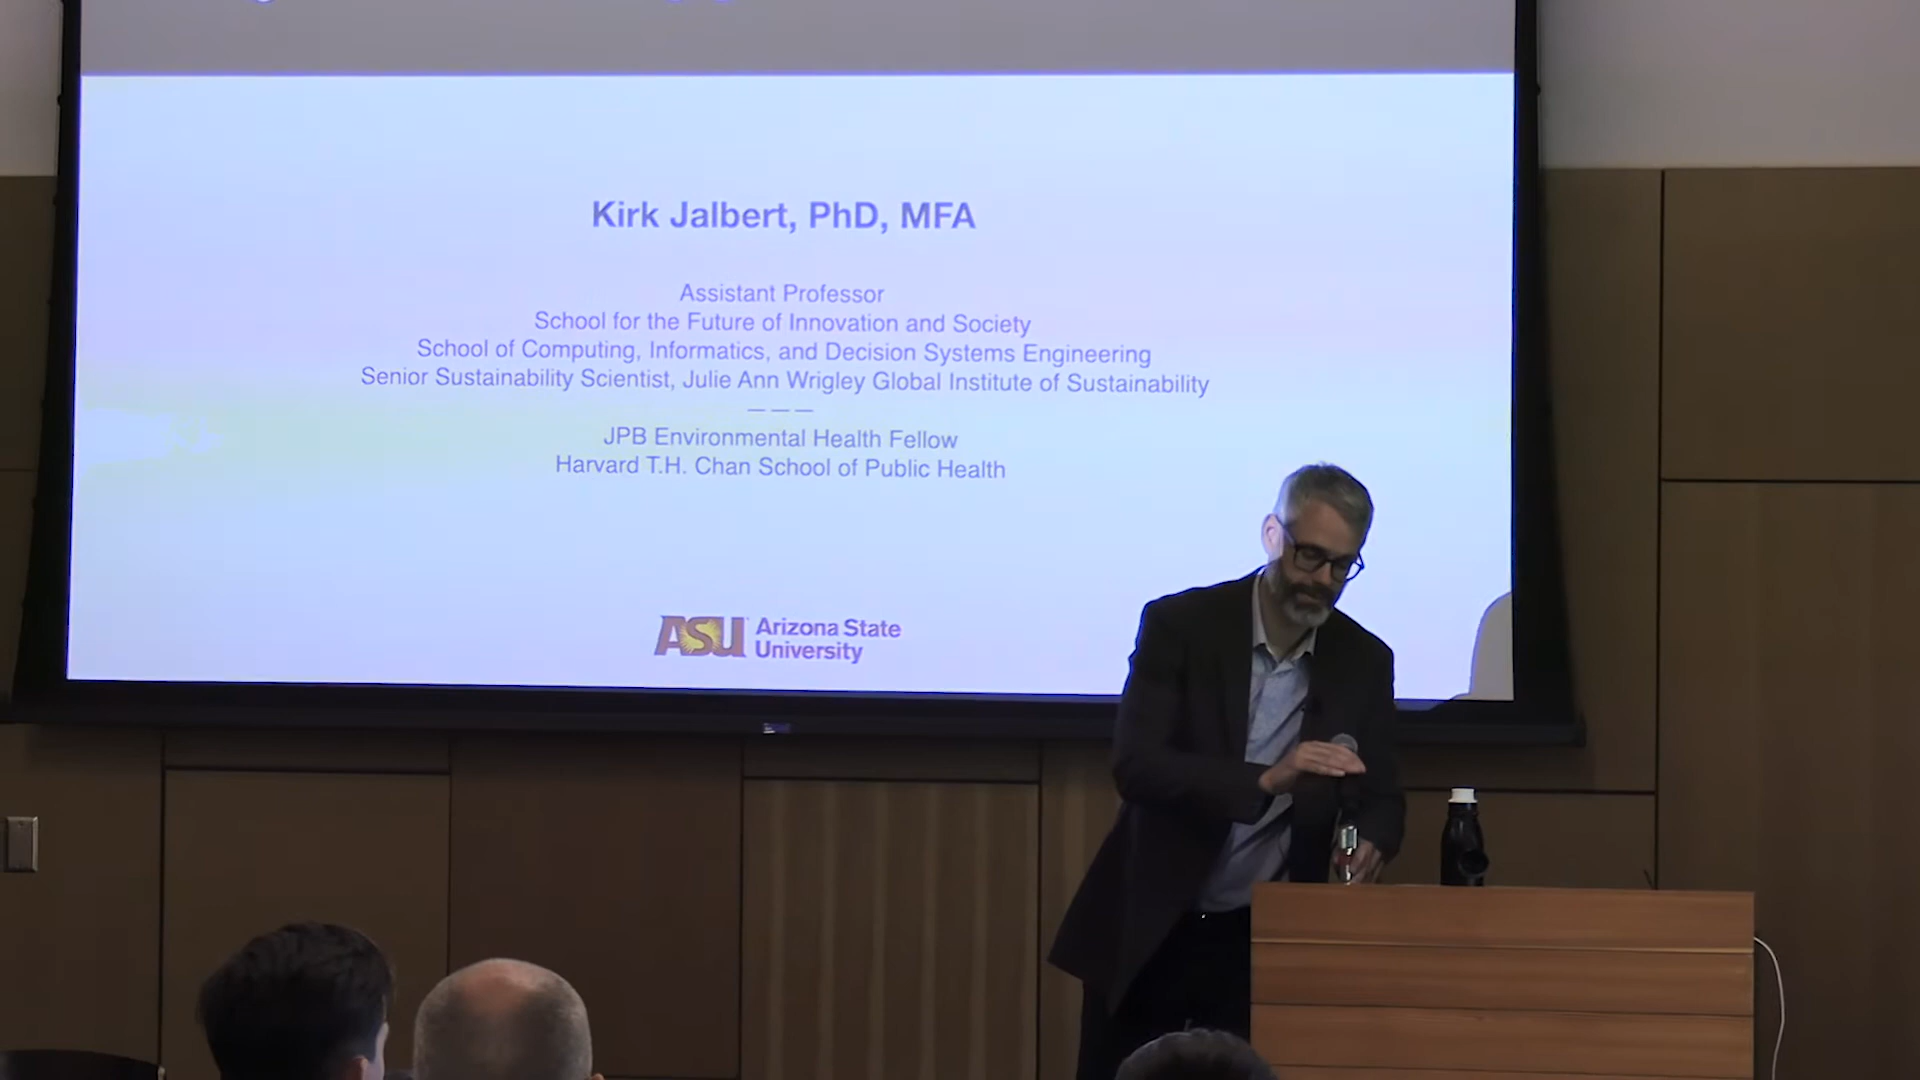 Kirk Jalbert, PhD, MFA
Assistant Professor
School for the Future of Innovation and Society
School of Computing, Informatics, and Decision Systems Engineering
Senior Sustainability Scientist, Julie Ann Wrigley Global Institute of Sustainability
———
JPB Environmental Health Fellow
Harvard T.H. Chan School of Public Health
ASU Arizona State
University